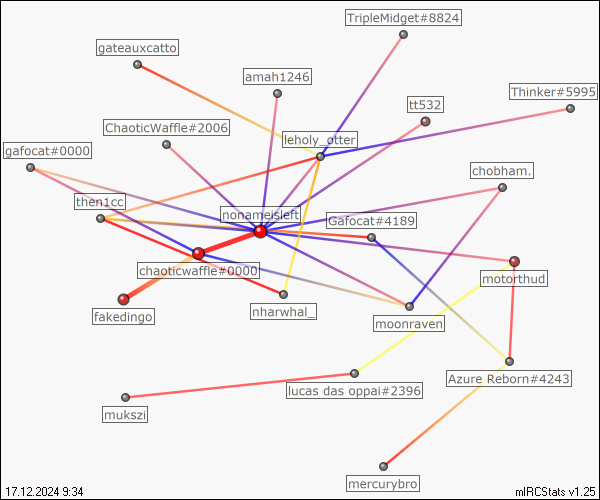 TripleMidget#8824
gateauxcatto
amah1246
Thinker#5995
tt532
ChaoticWaffle#2006
leholy_otter
gafocat#0000
chobham.
then1cc
nonameisleft
Gafocat#4189
chaoticwaffle#0000
motorthud
nharwhal_
fakedingo
moonraven
Azure Reborn#4243
lucas das oppai#2396
mukszi
mercurybro
17.12.2024 9:34
mIRCStats v1.25